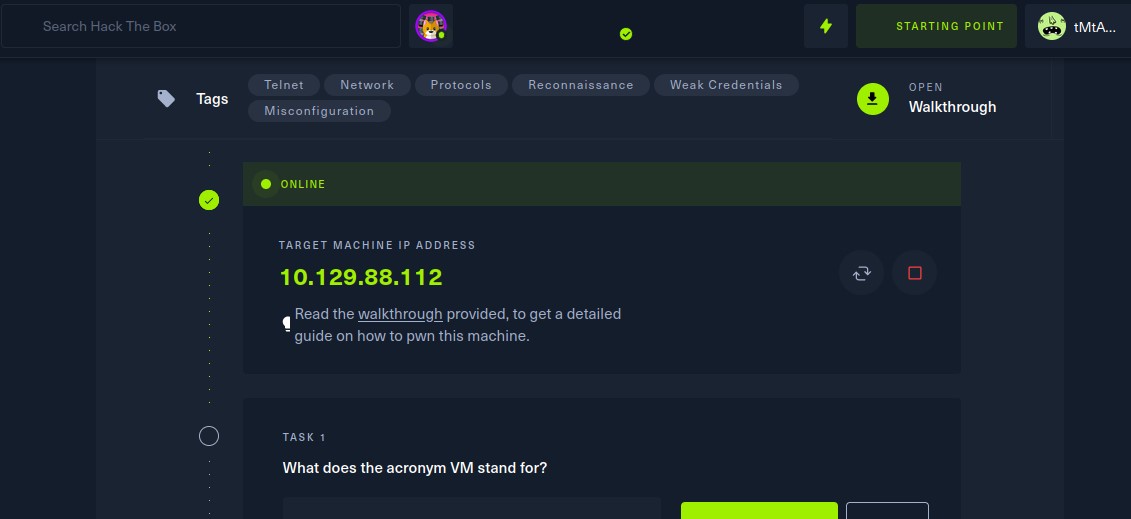 Search Hack The Box
STARTING POINT
tMtA...
Tags
Telnet
Network
Protocols
Reconnaissance
Weak Credentials
Misconfiguration
OPEN
Walkthrough
ONLINE
TARGET MACHINE IP ADDRESS
10.129.88.112
Read the walkthrough provided, to get a detailed
guide on how to pwn this machine.
TASK 1
What does the acronym VM stand for?